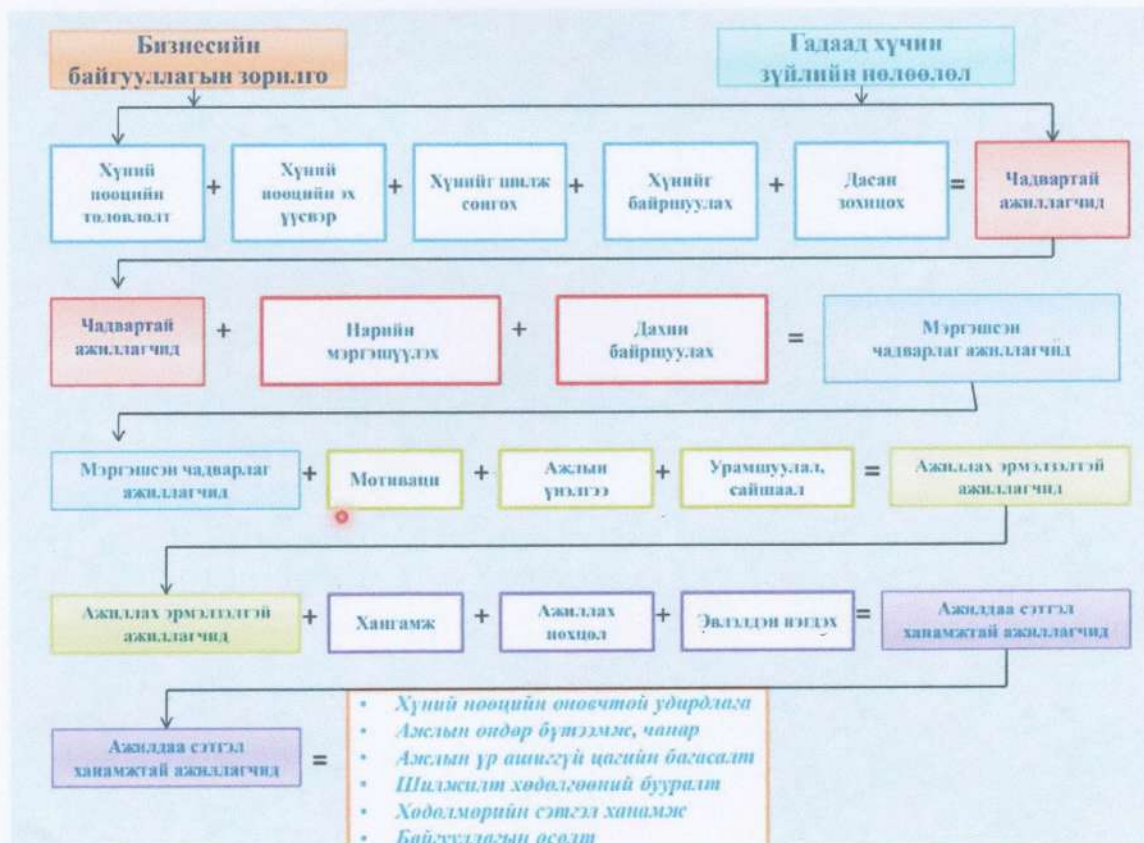 Бизнесийн
байгууллагын зорилго
Гадаад хүчин
зүйлийн нөлөөлөл
Хүний
нөөцийн
төлөвлөлт
+
Хүний
нөөцийн эх
үүсвэр
+
Хүнийг шилж
сонгох
+
Хүнийг
байршуулах
+
Дасан
зохицох
=
Чадвартай
ажиллагчид
Чадвартай
ажиллагчид
+
Нарийн
мэргэшүүлэх
+
Дахин
байршуулах
=
Мэргэшсэн
чадварлаг ажиллагчид
Мэргэшсэн чадварлаг
ажиллагчид
+
Мотиваци
+
Ажлын
үнэлгээ
+
Урамшуулал,
сайшаал
=
Ажиллах эрмэлзэлтэй
ажиллагчид
Ажиллах эрмэлзэлтэй
ажиллагчид
+
Хангамж
+
Ажиллах
нөхцөл
+
Эвлэлдэн нэгдэх
=
Ажилдаа сэтгэл
ханамжтай ажиллагчид
Ажилдаа сэтгэл
ханамжтай ажиллагчид
=
• Хүний нөөцийн оновчтой удирдлага
• Ажлын өндөр бүтээмж, чанар
• Ажлын үр ашиггүй цагийн багасалт
• Шилжилт хөдөлгөөний бууралт
• Хөдөлмөрийн сэтгэл ханамж
• Байгууллагын өсөлт